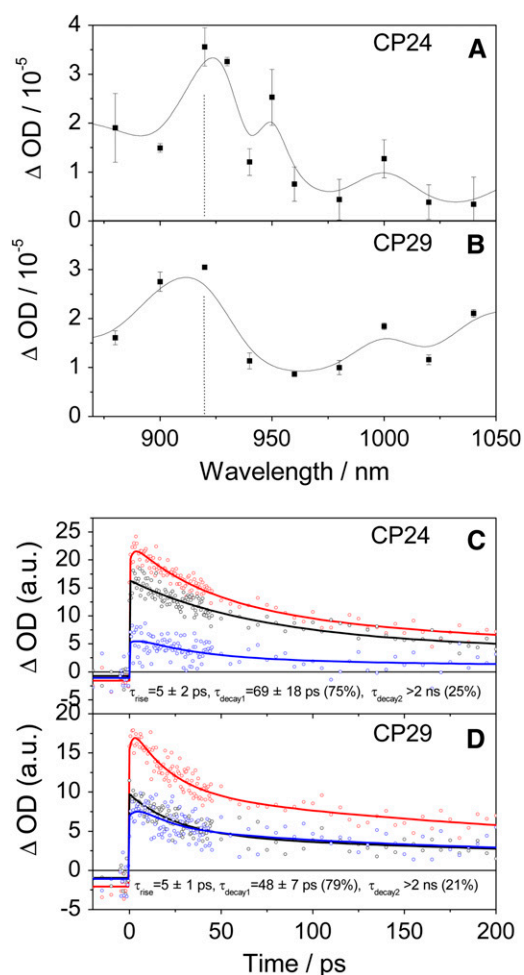 4
3
2
1
0
Δ OD / 10⁻⁵
CP24
A
3
2
1
0
Δ OD / 10⁻⁵
CP29
B
900 950 1000 1050
Wavelength / nm
25
20
15
10
5
0
-5
Δ OD (a.u.)
CP24
C
τrise=5 ± 2 ps, τdecay1=69 ± 18 ps (75%), τdecay2 >2 ns (25%)
20
15
10
5
0
-5
Δ OD (a.u.)
CP29
D
τrise=5 ± 1 ps, τdecay1=48 ± 7 ps (79%), τdecay2 >2 ns (21%)
0 50 100 150 200
Time / ps